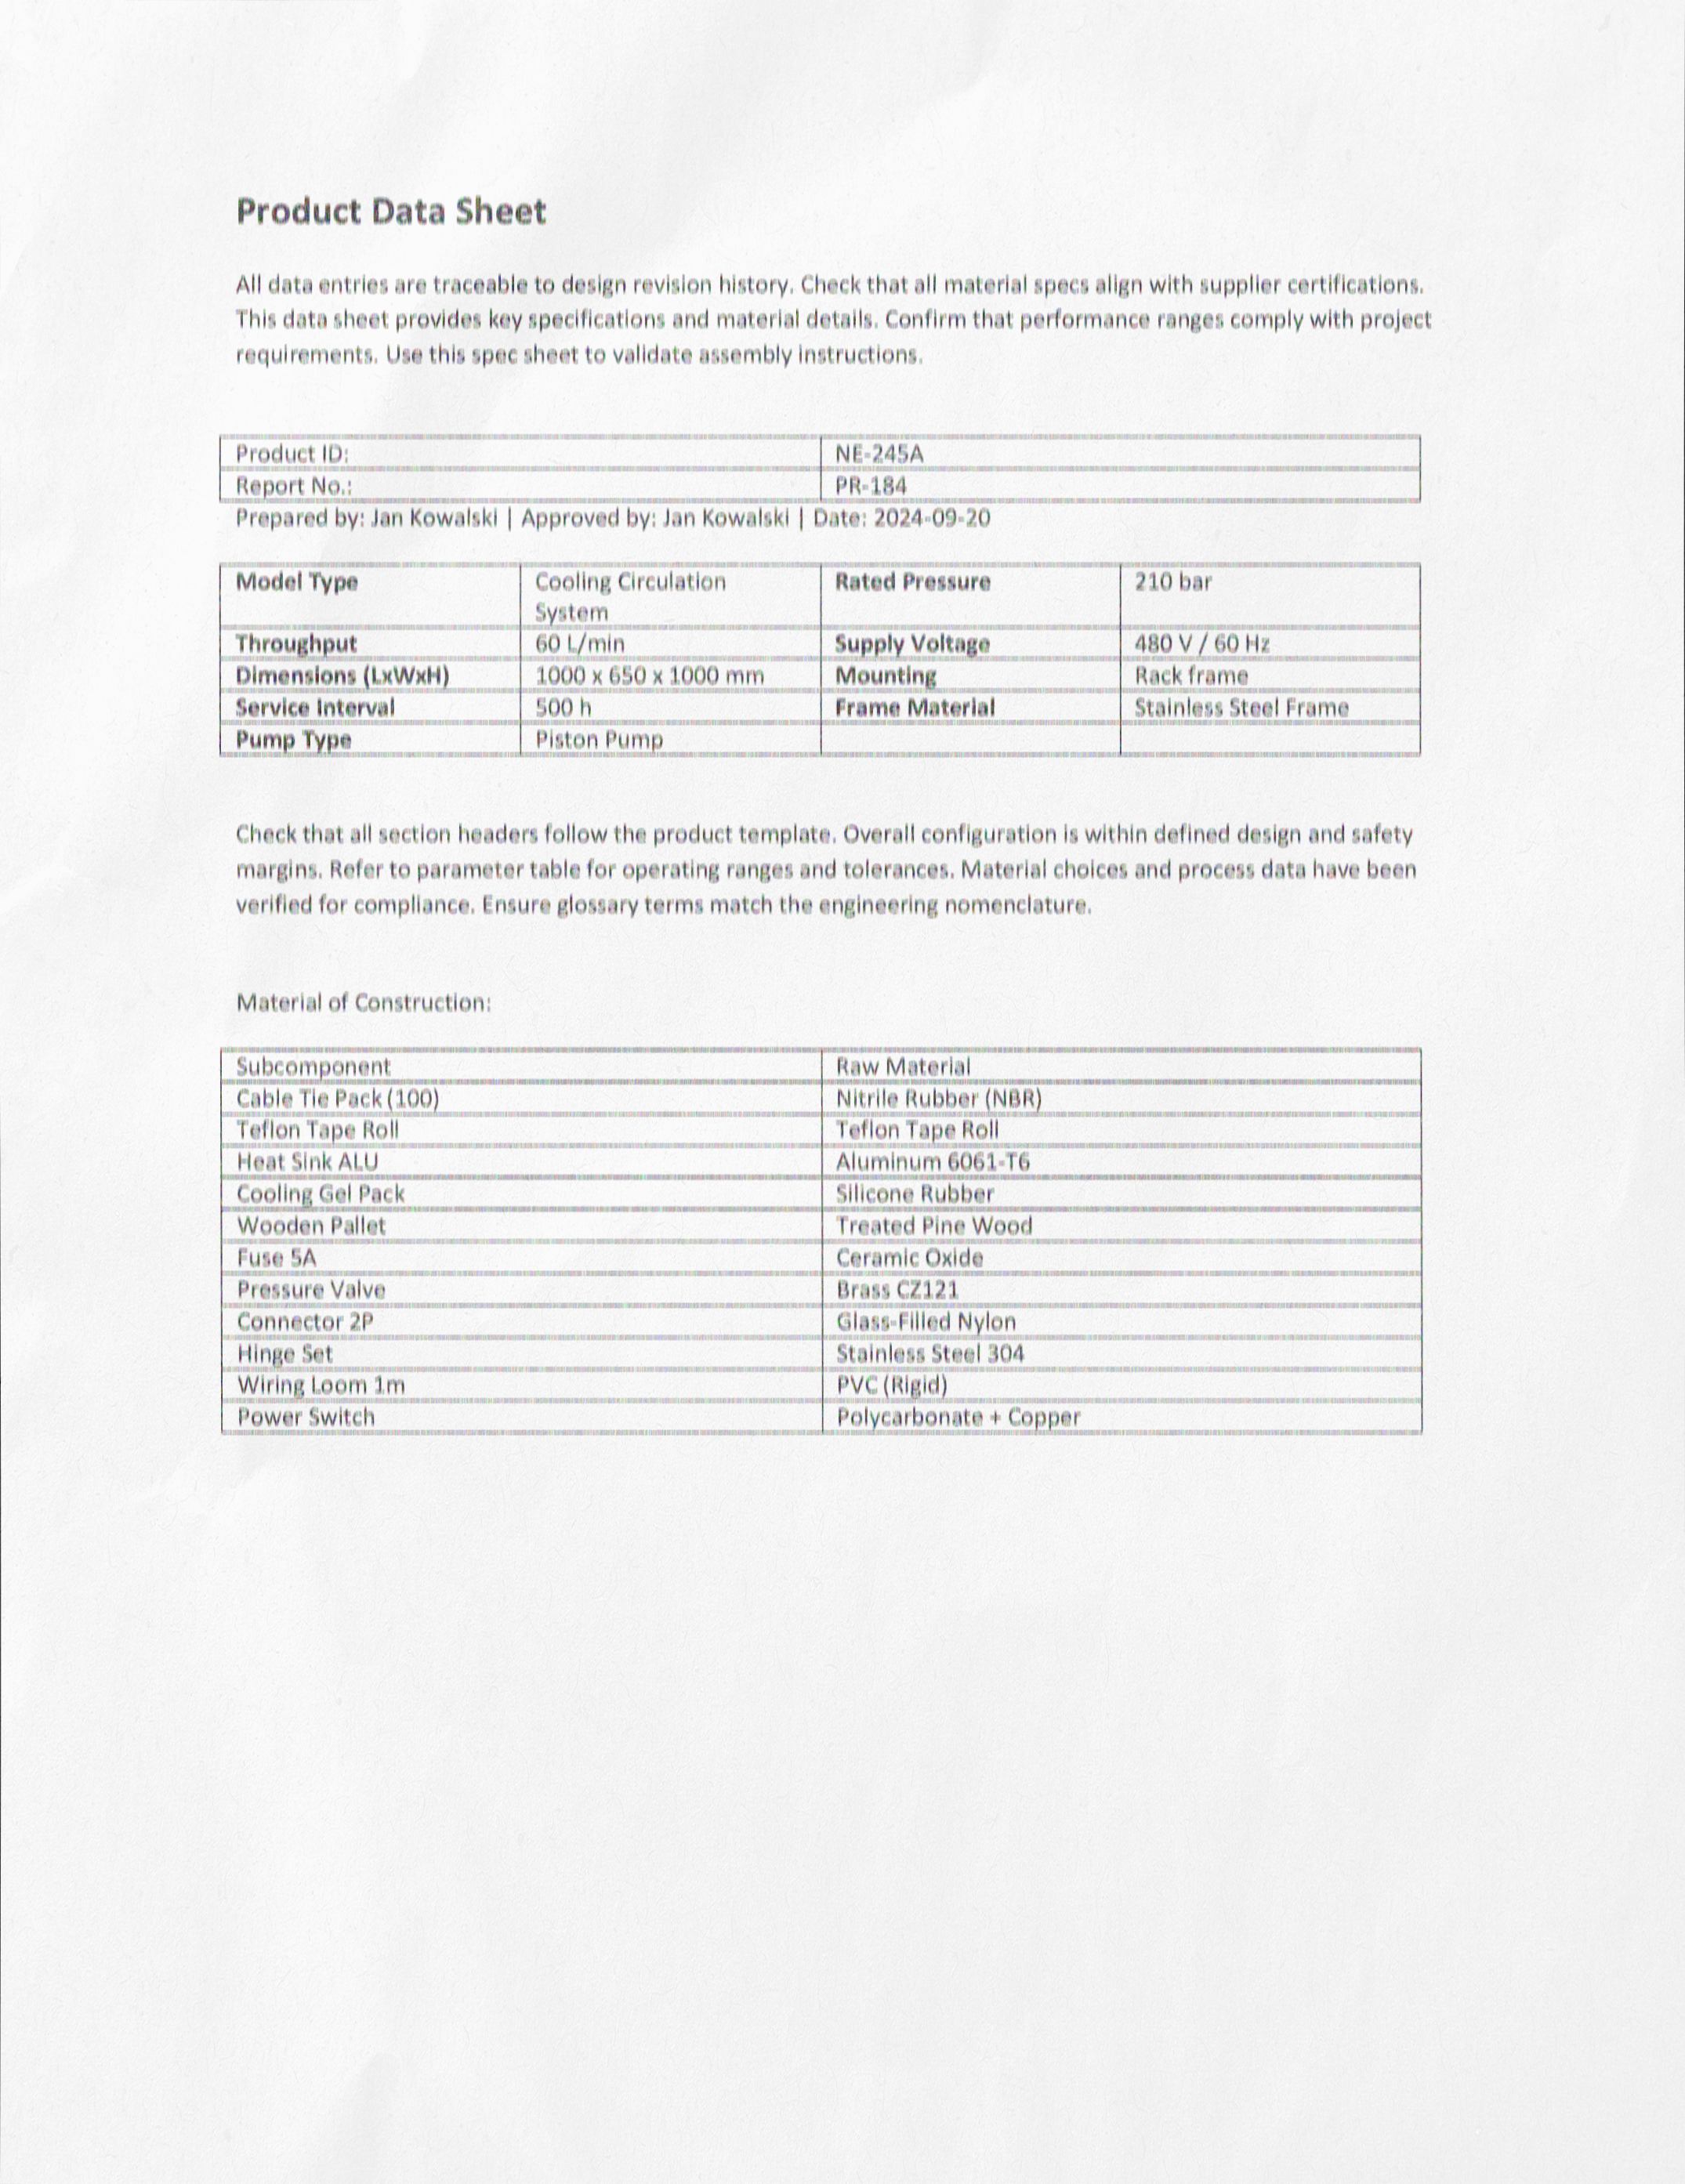 Product Data Sheet
All data entries are traceable to design revision history. Check that all material specs align with supplier certifications.
This data sheet provides key specifications and material details. Confirm that performance ranges comply with project
requirements. Use this spec sheet to validate assembly instructions.
Product ID: NE-245A
Report No.: PR-184
Prepared by: Jan Kowalski | Approved by: Jan Kowalski | Date: 2024-09-20
Model Type Cooling Circulation Rated Pressure 210 bar
System
Throughput 60 L/min Supply Voltage 480 V / 60 Hz
Dimensions (LxWxH) 1000 x 650 x 1000 mm Mounting Rack frame
Service Interval 500 h Frame Material Stainless Steel Frame
Pump Type Piston Pump
Check that all section headers follow the product template. Overall configuration is within defined design and safety
margins. Refer to parameter table for operating ranges and tolerances. Material choices and process data have been
verified for compliance. Ensure glossary terms match the engineering nomenclature.
Material of Construction:
Subcomponent Raw Material
Cable Tie Pack (100) Nitrile Rubber (NBR)
Teflon Tape Roll Teflon Tape Roll
Heat Sink ALU Aluminum 6061-T6
Cooling Gel Pack Silicone Rubber
Wooden Pallet Treated Pine Wood
Fuse 5A Ceramic Oxide
Pressure Valve Brass CZ121
Connector 2P Glass-Filled Nylon
Hinge Set Stainless Steel 304
Wiring Loom 1m PVC (Rigid)
Power Switch Polycarbonate + Copper